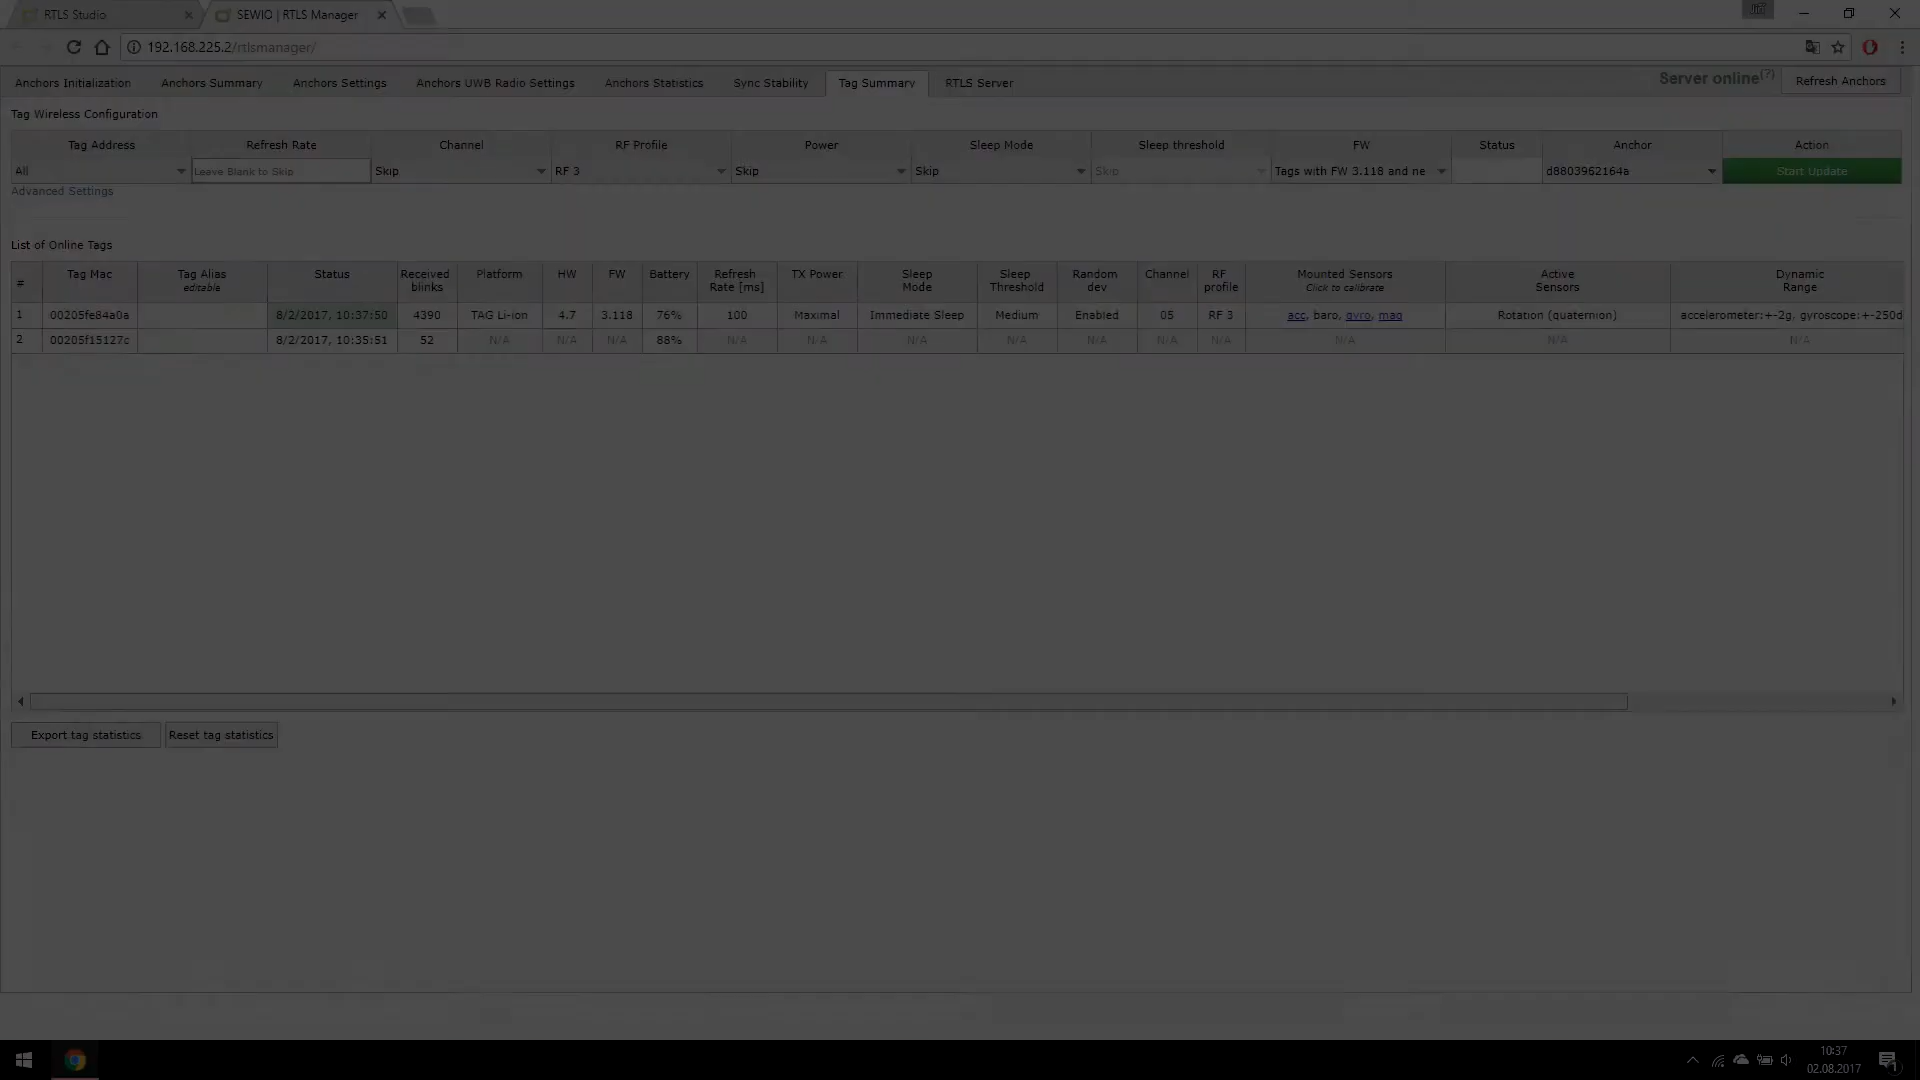 RTLS Studio
SEWIO | RTLS Manager
192.168.225.2/rtlsmanager/
Anchors Initialization Anchors Summary Anchors Settings Anchors UWB Radio Settings Anchors Statistics Sync Stability Tag Summary RTLS Server Server online(?) Refresh Anchors
Tag Wireless Configuration
Tag Address Refresh Rate Channel RF Profile Power Sleep Mode Sleep threshold FW Status Anchor Action
All Leave Blank to Skip Skip RF 3 Skip Skip Skip Tags with FW 3.118 and ne d8803962164a Start Update
Advanced Settings
List of Online Tags
# Tag Mac Tag Alias editable Status Received blinks Platform HW FW Battery Refresh Rate [ms] TX Power Sleep Mode Sleep Threshold Random dev Channel RF profile Mounted Sensors Click to calibrate Active Sensors Dynamic Range
1 00205fe84a0a 8/2/2017, 10:37:50 4390 TAG Li-ion 4.7 3.118 76% 100 Maximal Immediate Sleep Medium Enabled 05 RF 3 acc, baro, gyro, mag Rotation (quaternion) accelerometer:+-2g, gyroscope:+-250d
2 00205f15127c 8/2/2017, 10:35:51 52 N/A N/A N/A 88% N/A N/A N/A N/A N/A N/A N/A N/A N/A N/A
Export tag statistics Reset tag statistics
10:37
02.08.2017